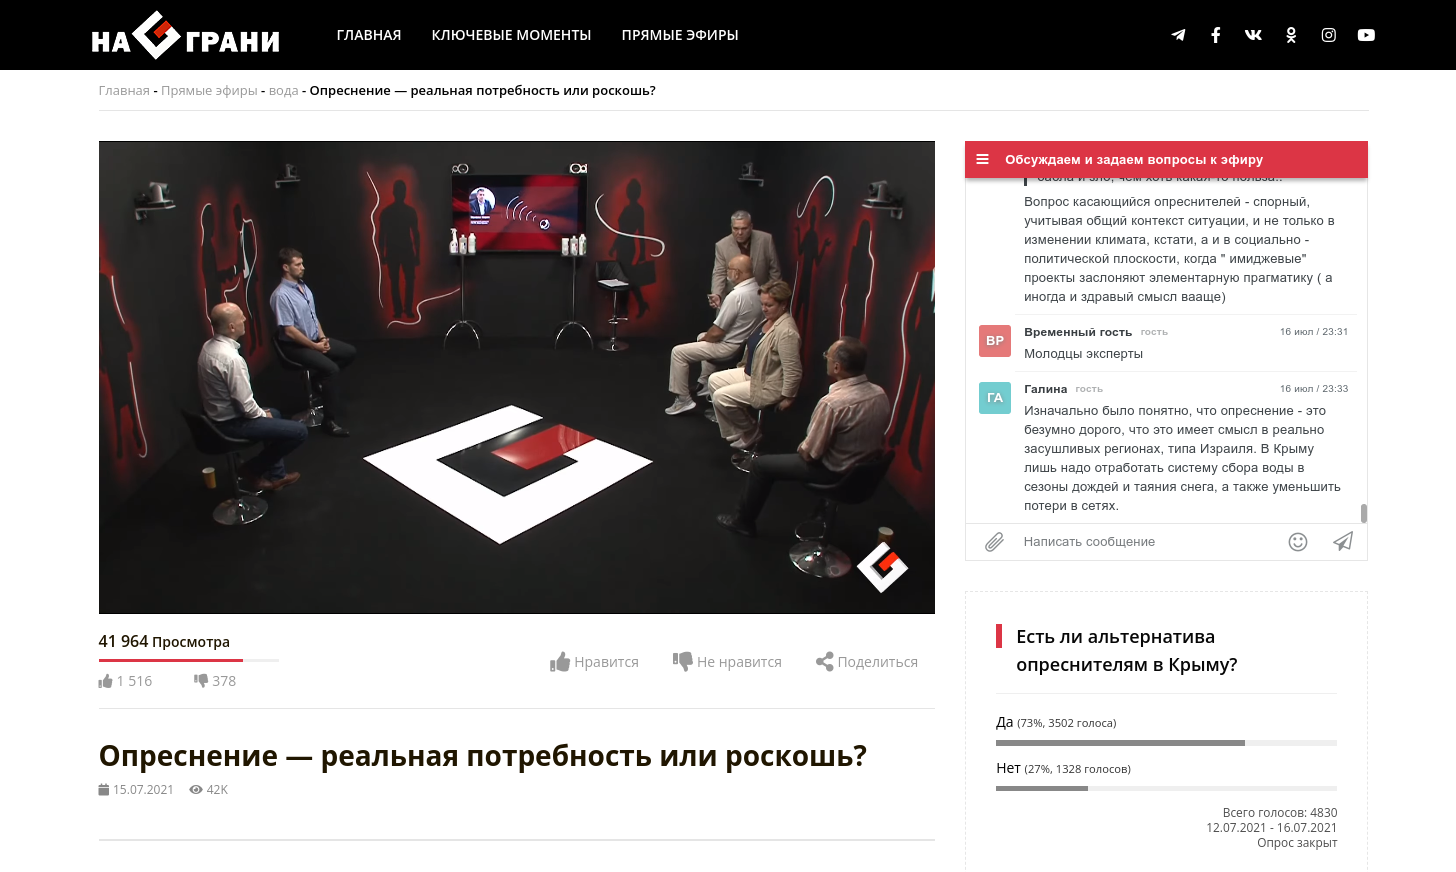 НА ГРАНИ
ГЛАВНАЯ КЛЮЧЕВЫЕ МОМЕНТЫ ПРЯМЫЕ ЭФИРЫ
Главная - Прямые эфиры - вода - Опреснение — реальная потребность или роскошь?
41 964 Просмотра
1 516 378
Нравится Не нравится Поделиться
Опреснение — реальная потребность или роскошь?
15.07.2021 42K
Обсуждаем и задаем вопросы к эфиру
Вопрос касающийся опреснителей - спорный,
учитывая общий контекст ситуации, и не только в
изменении климата, кстати, а и в социально -
политической плоскости, когда " имиджевые"
проекты заслоняют элементарную прагматику ( а
иногда и здравый смысл вааще)
ВР Временный гость гость 16 июл / 23:31
Молодцы эксперты
ГА Галина гость 16 июл / 23:33
Изначально было понятно, что опреснение - это
безумно дорого, что это имеет смысл в реально
засушливых регионах, типа Израиля. В Крыму
лишь надо отработать систему сбора воды в
сезоны дождей и таяния снега, а также уменьшить
потери в сетях.
Написать сообщение
Есть ли альтернатива
опреснителям в Крыму?
Да (73%, 3502 голоса)
Нет (27%, 1328 голосов)
Всего голосов: 4830
12.07.2021 - 16.07.2021
Опрос закрыт